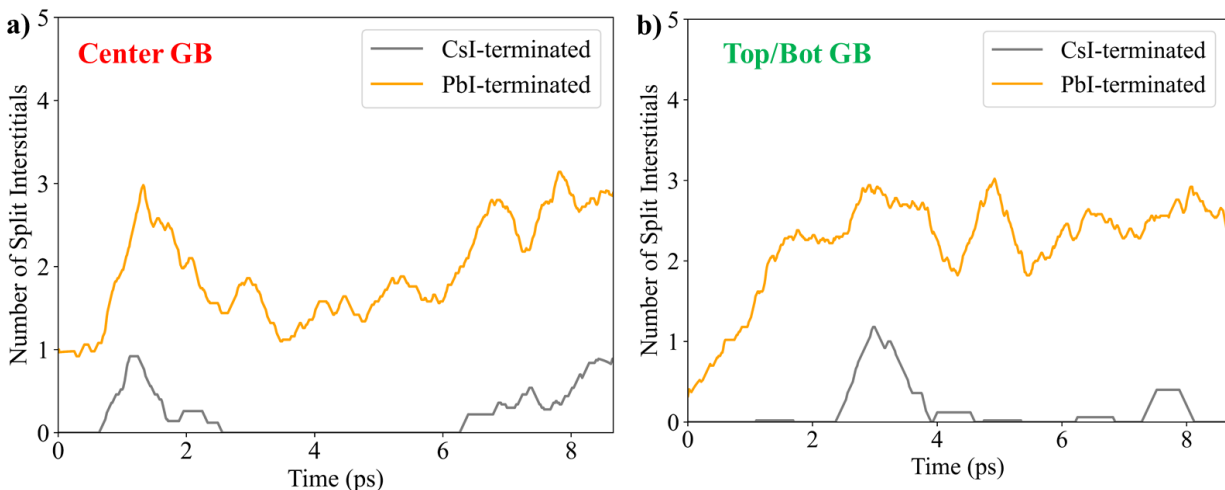 a)
Center GB
CsI-terminated
PbI-terminated
Number of Split Interstitials
5
4
3
2
1
0
0 2 4 6 8
Time (ps)
b)
Top/Bot GB
CsI-terminated
PbI-terminated
Number of Split Interstitials
5
4
3
2
1
0
0 2 4 6 8
Time (ps)